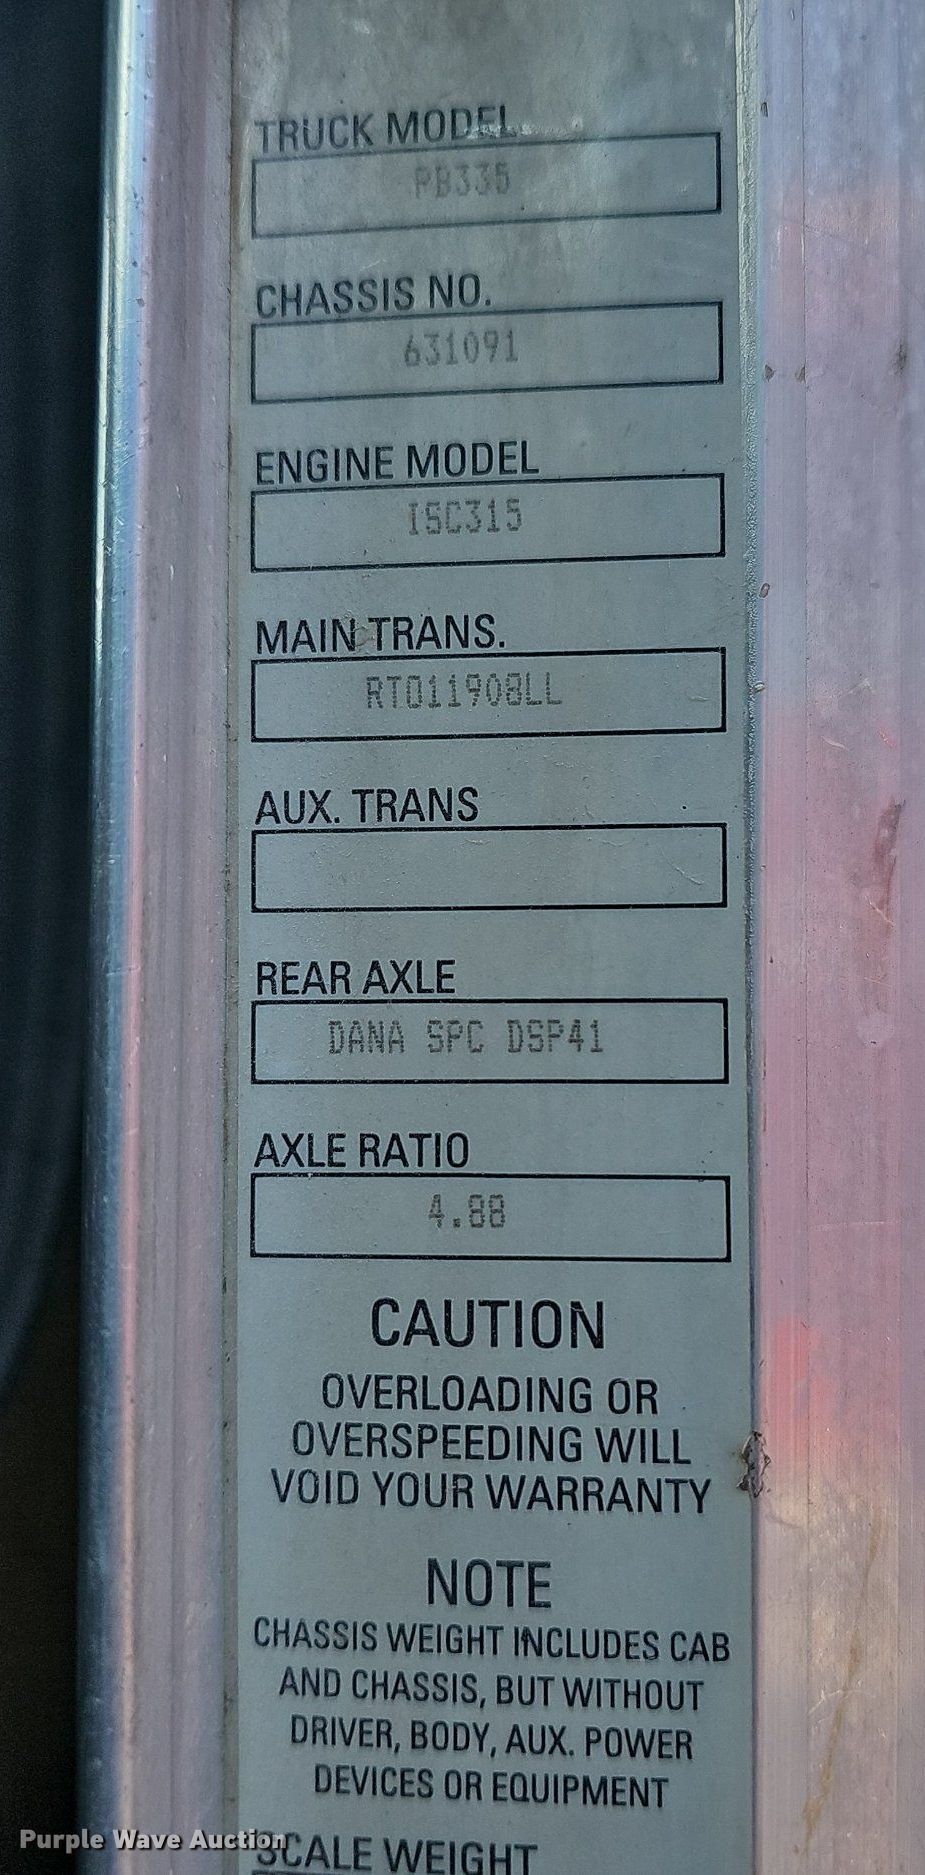 TRUCK MODEL
PB335
CHASSIS NO.
631091
ENGINE MODEL
ISC315
MAIN TRANS.
RTO11908LL
AUX. TRANS
REAR AXLE
DANA SPC DSP41
AXLE RATIO
4.88
CAUTION
OVERLOADING OR
OVERSPEEDING WILL
VOID YOUR WARRANTY
NOTE
CHASSIS WEIGHT INCLUDES CAB
AND CHASSIS, BUT WITHOUT
DRIVER, BODY, AUX. POWER
DEVICES OR EQUIPMENT
SCALE WEIGHT
Purple Wave Auction